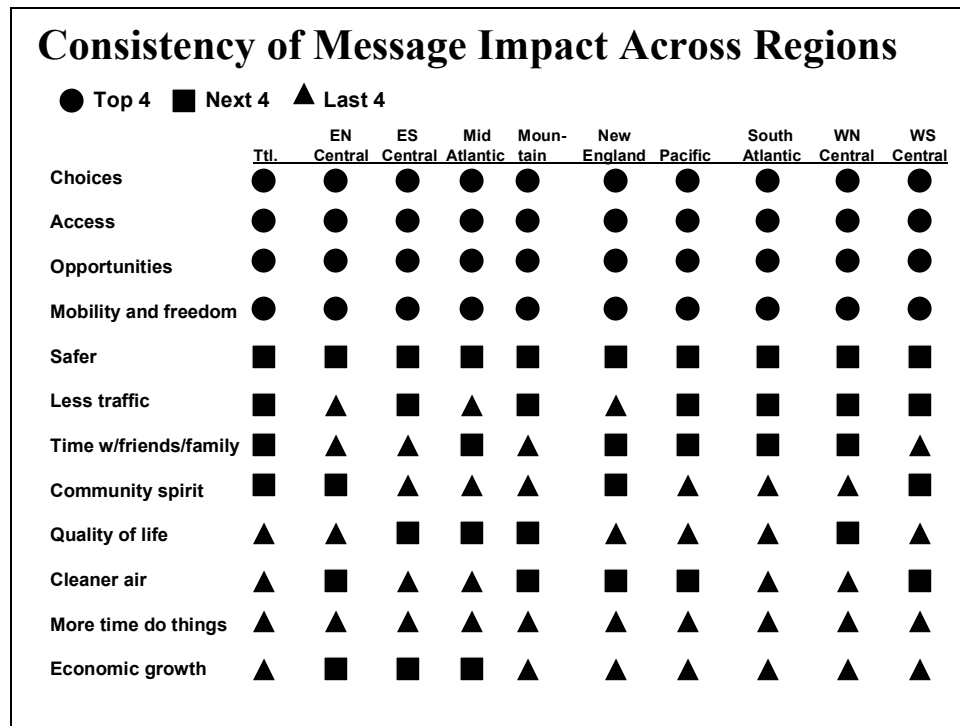 Consistency of Message Impact Across Regions
Top 4 Next 4 Last 4
EN ES Mid Moun- New South WN WS
Ttl. Central Central Atlantic tain England Pacific Atlantic Central Central
Choices
Access
Opportunities
Mobility and freedom
Safer
Less traffic
Time w/friends/family
Community spirit
Quality of life
Cleaner air
More time do things
Economic growth